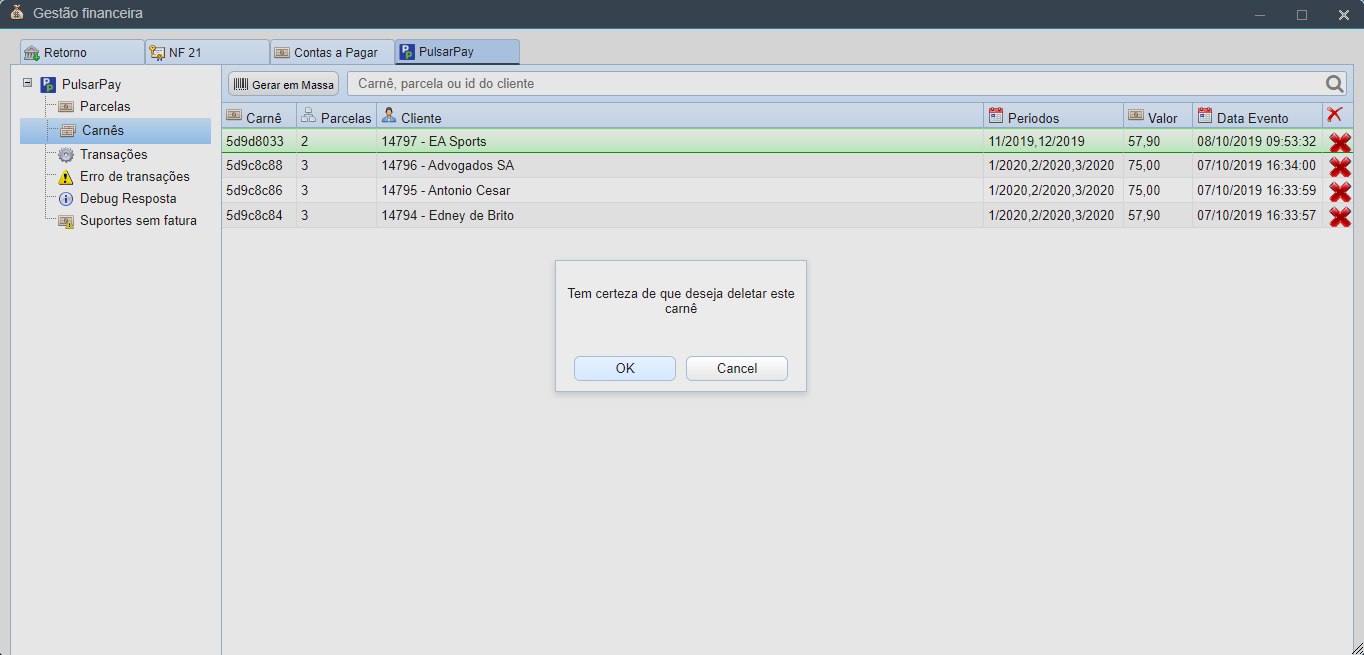 Gestão financeira
Retorno NF 21 Contas a Pagar PulsarPay
PulsarPay
Parcelas
Carnês
Transações
Erro de transações
Debug Resposta
Suportes sem fatura
Gerar em Massa Carnê, parcela ou id do cliente
Carnê Parcelas Cliente Periodos Valor Data Evento
5d9d8033 2 14797 - EA Sports 11/2019,12/2019 57,90 08/10/2019 09:53:32
5d9c8c88 3 14796 - Advogados SA 1/2020,2/2020,3/2020 75,00 07/10/2019 16:34:00
5d9c8c86 3 14795 - Antonio Cesar 1/2020,2/2020,3/2020 75,00 07/10/2019 16:33:59
5d9c8c84 3 14794 - Edney de Brito 1/2020,2/2020,3/2020 57,90 07/10/2019 16:33:57
Tem certeza de que deseja deletar este
carnê
OK Cancel